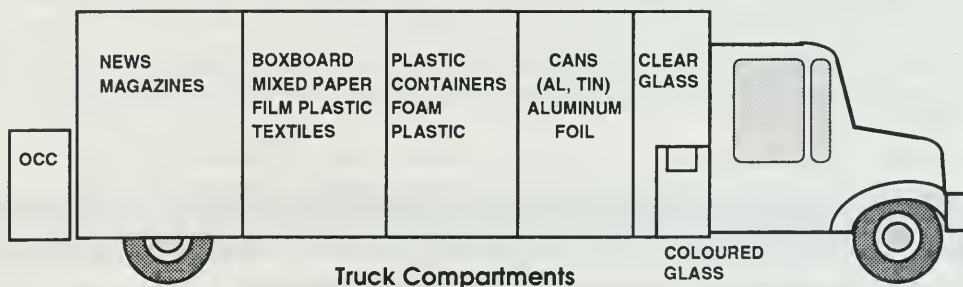 OCC
NEWS
MAGAZINES
BOXBOARD
MIXED PAPER
FILM PLASTIC
TEXTILES
PLASTIC
CONTAINERS
FOAM
PLASTIC
CANS
(AL, TIN)
ALUMINUM
FOIL
CLEAR
GLASS
COLOURED
GLASS
Truck Compartments